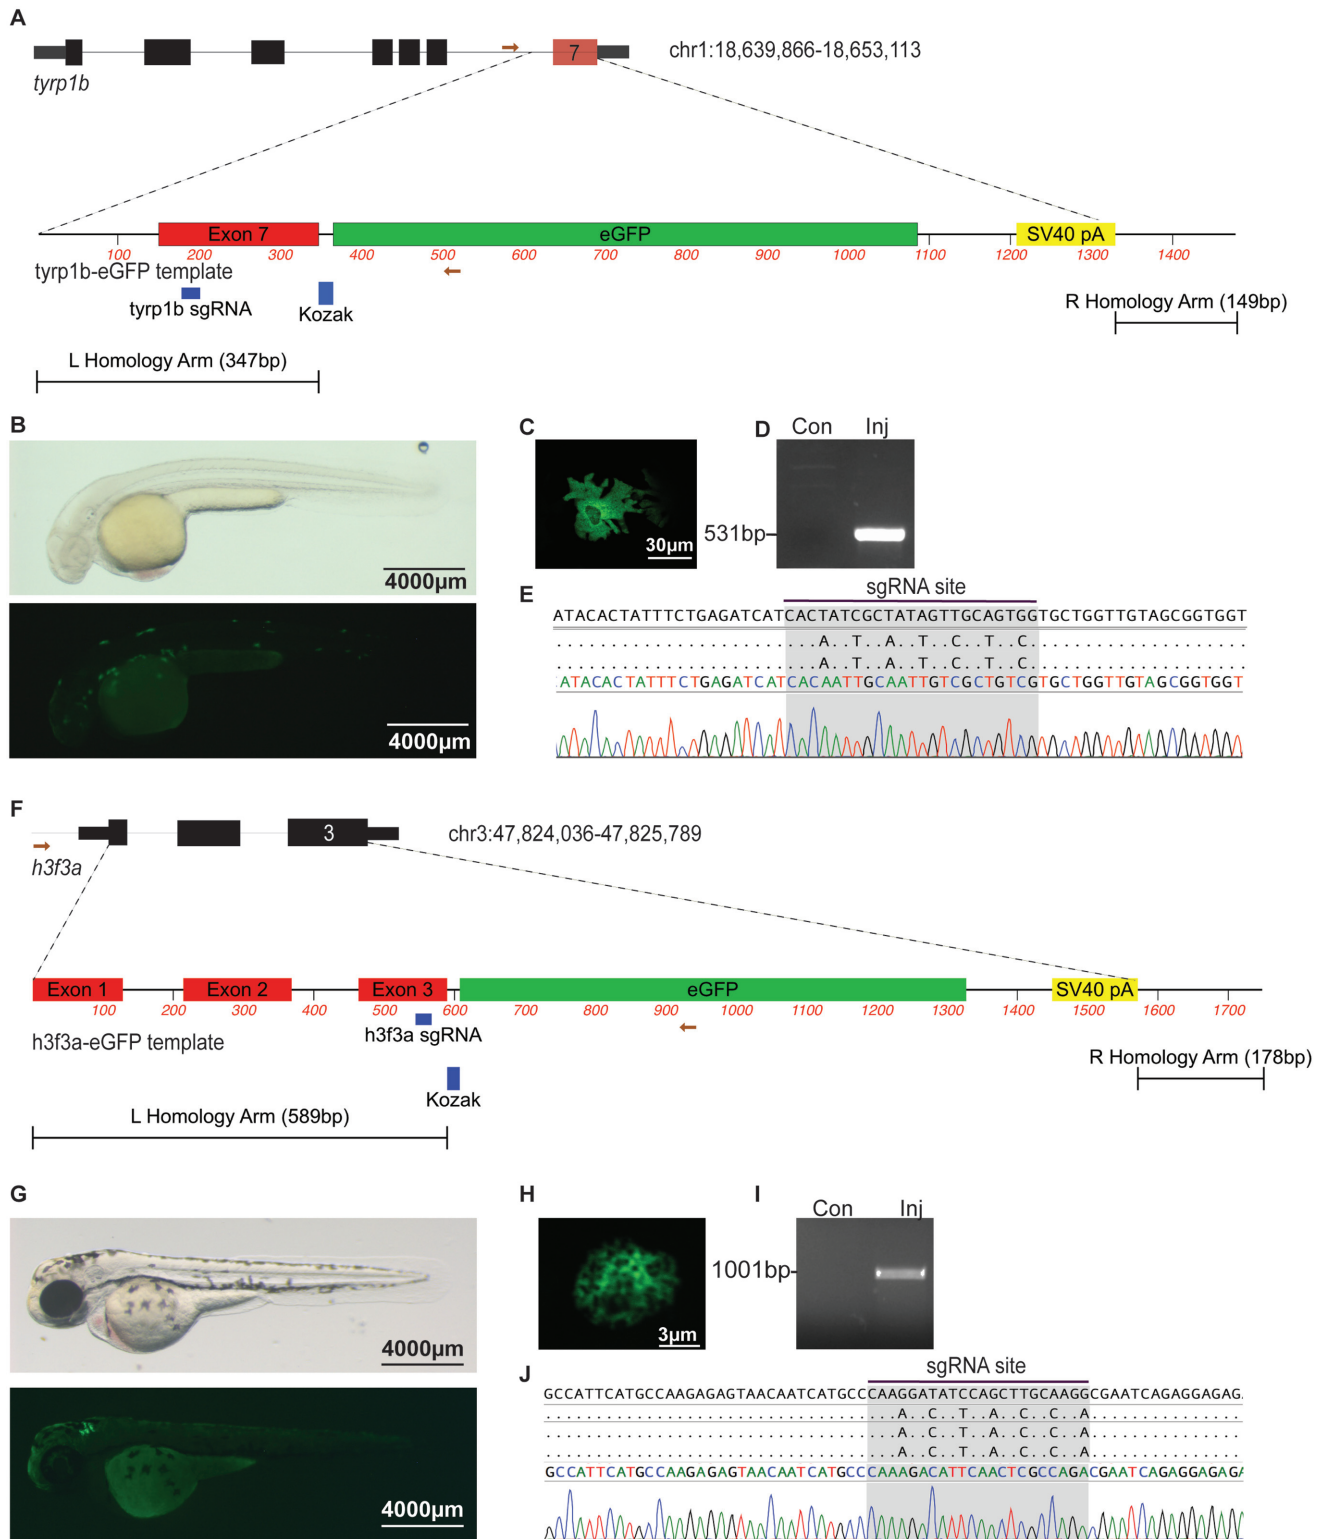 A
7
chr1:18,639,866-18,653,113
tyrp1b
Exon 7
eGFP
SV40 pA
100 200 300 400 500 600 700 800 900 1000 1100 1200 1300 1400
tyrp1b-eGFP template
tyrp1b sgRNA
Kozak
R Homology Arm (149bp)
L Homology Arm (347bp)
B
4000µm
4000µm
C
30µm
D
Con Inj
531bp
E
sgRNA site
ATACACTATTTCTGAGATCATCACTATCGCTATAGTTGCAGTGGTGCTGGTTGTAGCGGTGGT
A..T..A..T..C..T..C
A..T..A..T..C..T..C
ATACACTATTTCTGAGATCATCACAATTGCAATTGTCGCTGTCGTGCTGGTTGTAGCGGTGGT
F
3
chr3:47,824,036-47,825,789
h3f3a
Exon 1
Exon 2
Exon 3
eGFP
SV40 pA
100 200 300 400 500 600 700 800 900 1000 1100 1200 1300 1400 1500 1600 1700
h3f3a sgRNA
h3f3a-eGFP template
Kozak
R Homology Arm (178bp)
L Homology Arm (589bp)
G
4000µm
4000µm
H
3µm
I
Con Inj
1001bp
J
sgRNA site
GCCATTCATGCCAAGAGAGTAACAATCATGCCCAAGGATATCCAGCTTGCAAGGCGAATCAGAGGAGAG
A..C..T..A..C..C..A
A..C..T..A..C..C..A
A..C..T..A..C..C..A
GCCATTCATGCCAAGAGAGTAACAATCATGCCCAAAGACATTCAACTCGCCAGACGAATCAGAGGAGAGA